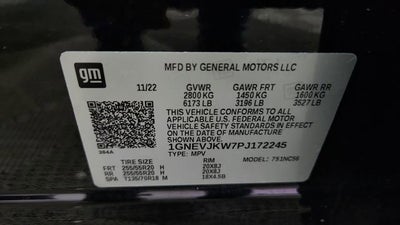 gm
MFD BY GENERAL MOTORS LLC
11/22 GVWR GAWR FRT GAWR RR
2800 KG 1450 KG 1600 KG
6173 LB 3196 LB 3527 LB
THIS VEHICLE CONFORMS TO ALL
APPLICABLE U.S. FEDERAL MOTOR
VEHICLE SAFETY STANDARDS IN EFFECT
ON THE DATE OF MANUFACTURE SHOWN ABOVE.
1GNEVJKW7PJ172245
264A TYPE: MPV MODEL: 751NC56
TIRE SIZE RIM
FRT 255/55R20 H 20X8J
RR 255/55R20 H 20X8J
SPA T135/70R18 M 18X4.5B